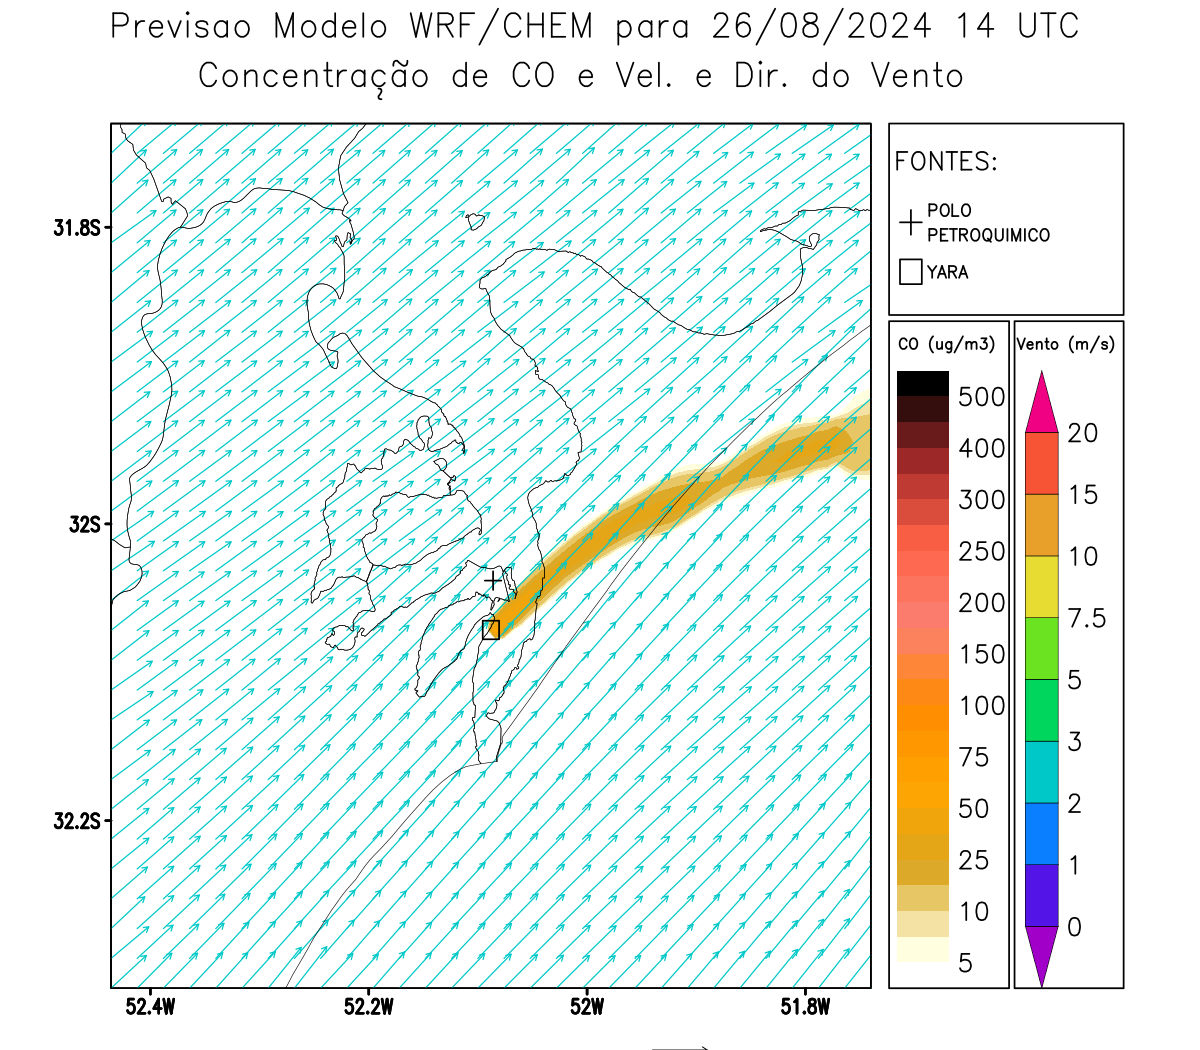 Previsao Modelo WRF/CHEM para 26/08/2024 14 UTC
Concentração de CO e Vel. e Dir. do Vento
FONTES:
POLO
PETROQUIMICO
YARA
31.8S
32S
32.2S
52.4W
52.2W
52W
51.8W
CO (ug/m3)
500
400
300
250
200
150
100
75
50
25
10
5
Vento (m/s)
20
15
10
7.5
5
3
2
1
0